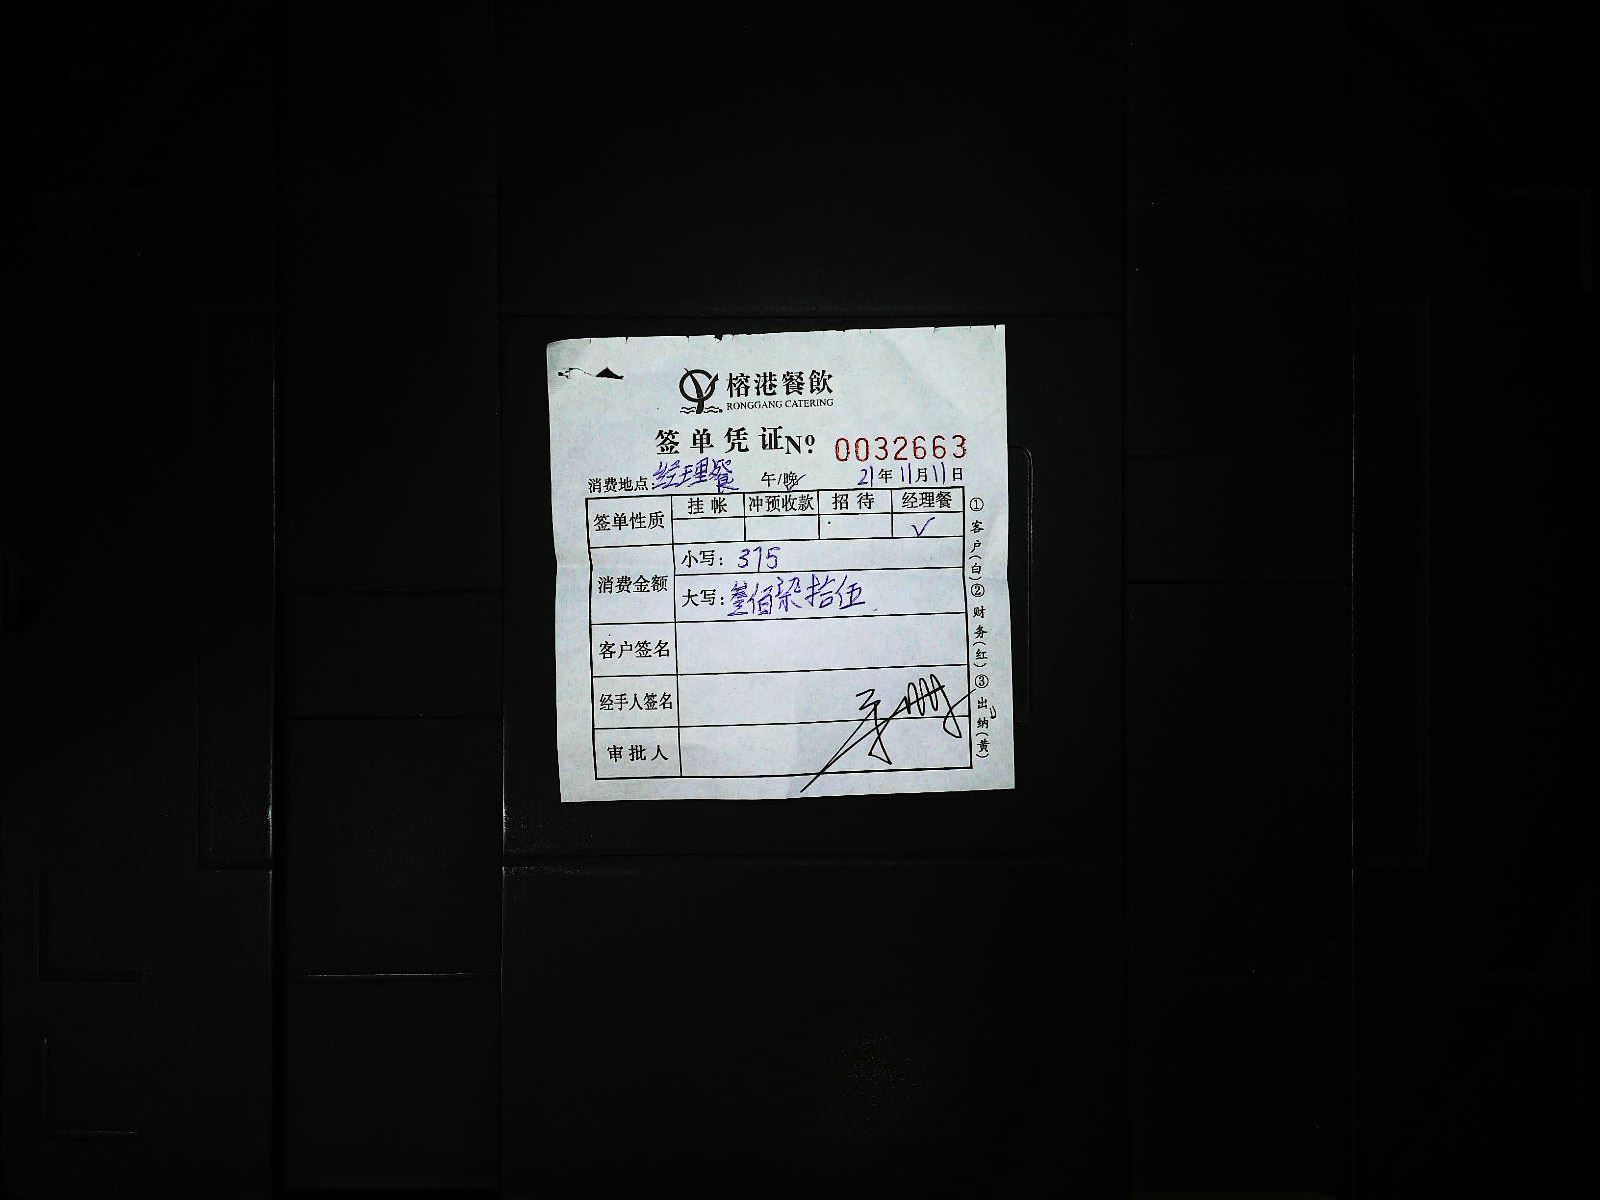 榕港餐飲
RONGGANG CATERING
签单凭证 Nº 0032663
消费地点 经理餐 午/晚 21年11月11日
签单性质 挂帐 冲预收款 招待 经理餐
✓
消费金额 小写: 375
大写: 叁佰柒拾伍
客户签名
经手人签名
审批人
①客户(白)②财务(红)③出纳(黄)